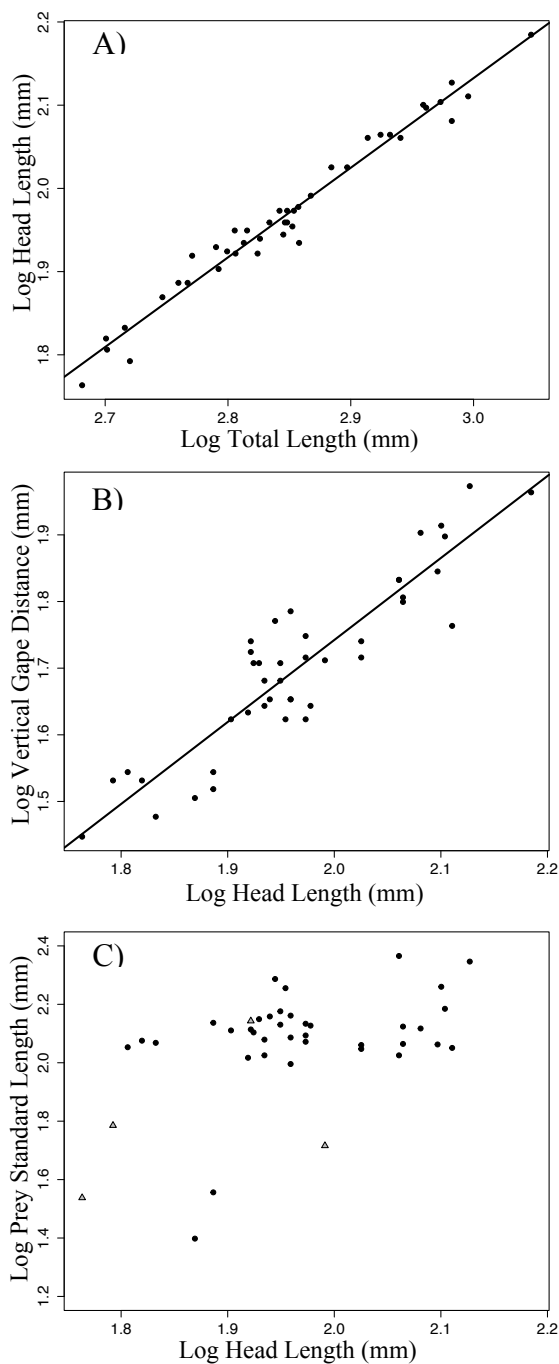 A)
Log Head Length (mm)
2.2
2.1
2.0
1.9
1.8
2.7 2.8 2.9 3.0
Log Total Length (mm)
B)
Log Vertical Gape Distance (mm)
1.9
1.8
1.7
1.6
1.5
1.8 1.9 2.0 2.1 2.2
Log Head Length (mm)
C)
Log Prey Standard Length (mm)
2.4
2.2
2.0
1.8
1.6
1.4
1.2
1.8 1.9 2.0 2.1 2.2
Log Head Length (mm)